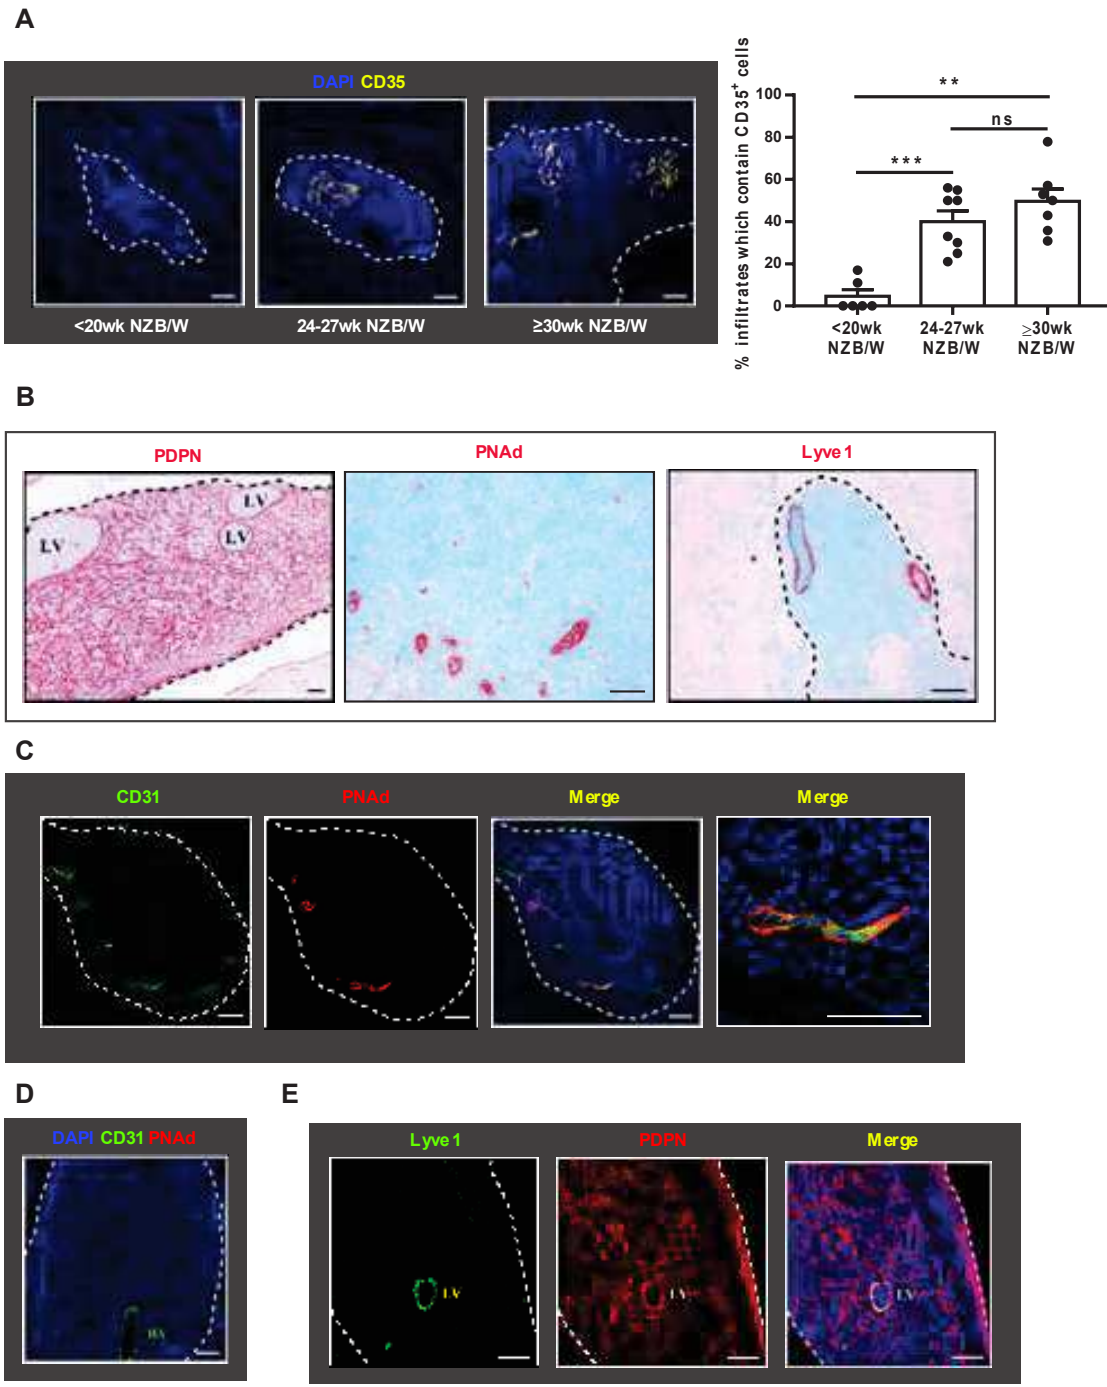 A
DAPI CD35
<20wk NZB/W
24-27wk NZB/W
≥30wk NZB/W
% infiltrates which contain CD35+ cells
100
80
60
40
20
0
**
ns
***
<20wk NZB/W
24-27wk NZB/W
≥30wk NZB/W
B
PDPN
PNAd
Lyve1
LV
LV
LV
C
CD31
PNAd
Merge
Merge
D
DAPI CD31 PNAd
BV
E
Lyve1
PDPN
Merge
LV
LV
LV